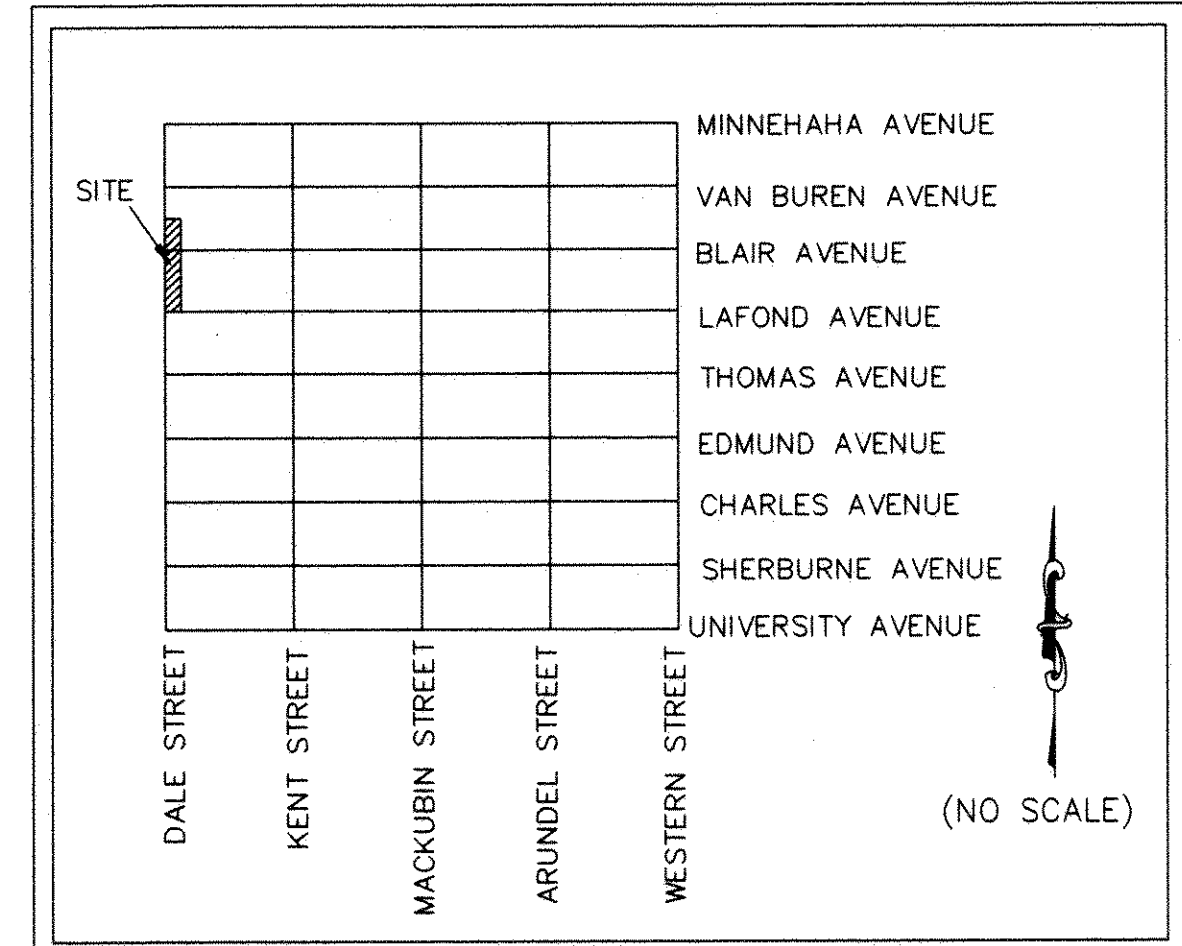 MINNEHAHA AVENUE
SITE
VAN BUREN AVENUE
BLAIR AVENUE
LAFOND AVENUE
THOMAS AVENUE
EDMUND AVENUE
CHARLES AVENUE
SHERBURNE AVENUE
UNIVERSITY AVENUE
DALE STREET
KENT STREET
MACKUBIN STREET
ARUNDEL STREET
WESTERN STREET
(NO SCALE)